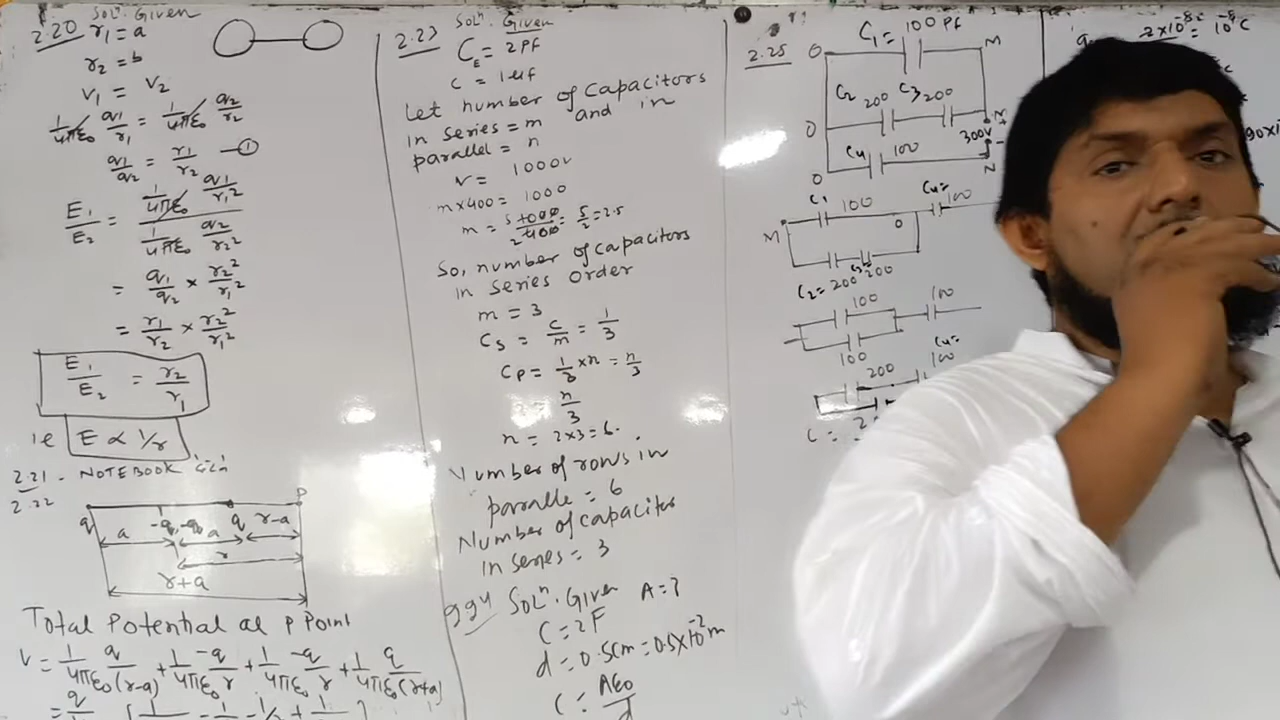 2.20 Solⁿ. Given
r₁ = a
r₂ = b
V₁ = V₂
1/4πε₀ q₁/r₁ = 1/4πε₀ q₂/r₂
q₁/q₂ = r₁/r₂ —①
E₁/E₂ = (1/4πε₀ q₁/r₁²)/(1/4πε₀ q₂/r₂²)
= q₁/q₂ × r₂²/r₁²
= r₁/r₂ × r₂²/r₁²
E₁/E₂ = r₂/r₁
ie E ∝ 1/r
2.21 - NOTEBOOK
2.22
P
q -q, -q q r-a
a a
r
r+a
Total Potential at P Point
V = 1/4πε₀ q/(r-a) + 1/4πε₀ -q/r + 1/4πε₀ -q/r + 1/4πε₀ q/(r+a)
2.23 Solⁿ. Given
C_E = 2PF
C = 1μf
Let number of capacitors
in series = m and in
parallel = n
V = 1000V
m×400 = 1000
m = 1000/400 = 5/2 = 2.5
So, number of capacitors
in series order
m = 3
C_S = C/m = 1/3
C_P = 1/3 × n = n/3
n/3
n = 2×3 = 6.
Number of rows in
paralle = 6
Number of capacitor
in series = 3
Solⁿ. Given A = ?
C = 2F
d = 0.5cm = 0.5×10⁻² m
C = Aε₀/d
2.25
C₁ = 100 PF
O M
C₂ 200 C₃ 200
O N
300V + -
C₄ 100
O N
C₁ 100 C₄= 100
M O
C₂ = 200 200
100 100
100
C₄=
200 100
C =
2×10⁻⁸ = 10⁻⁸C